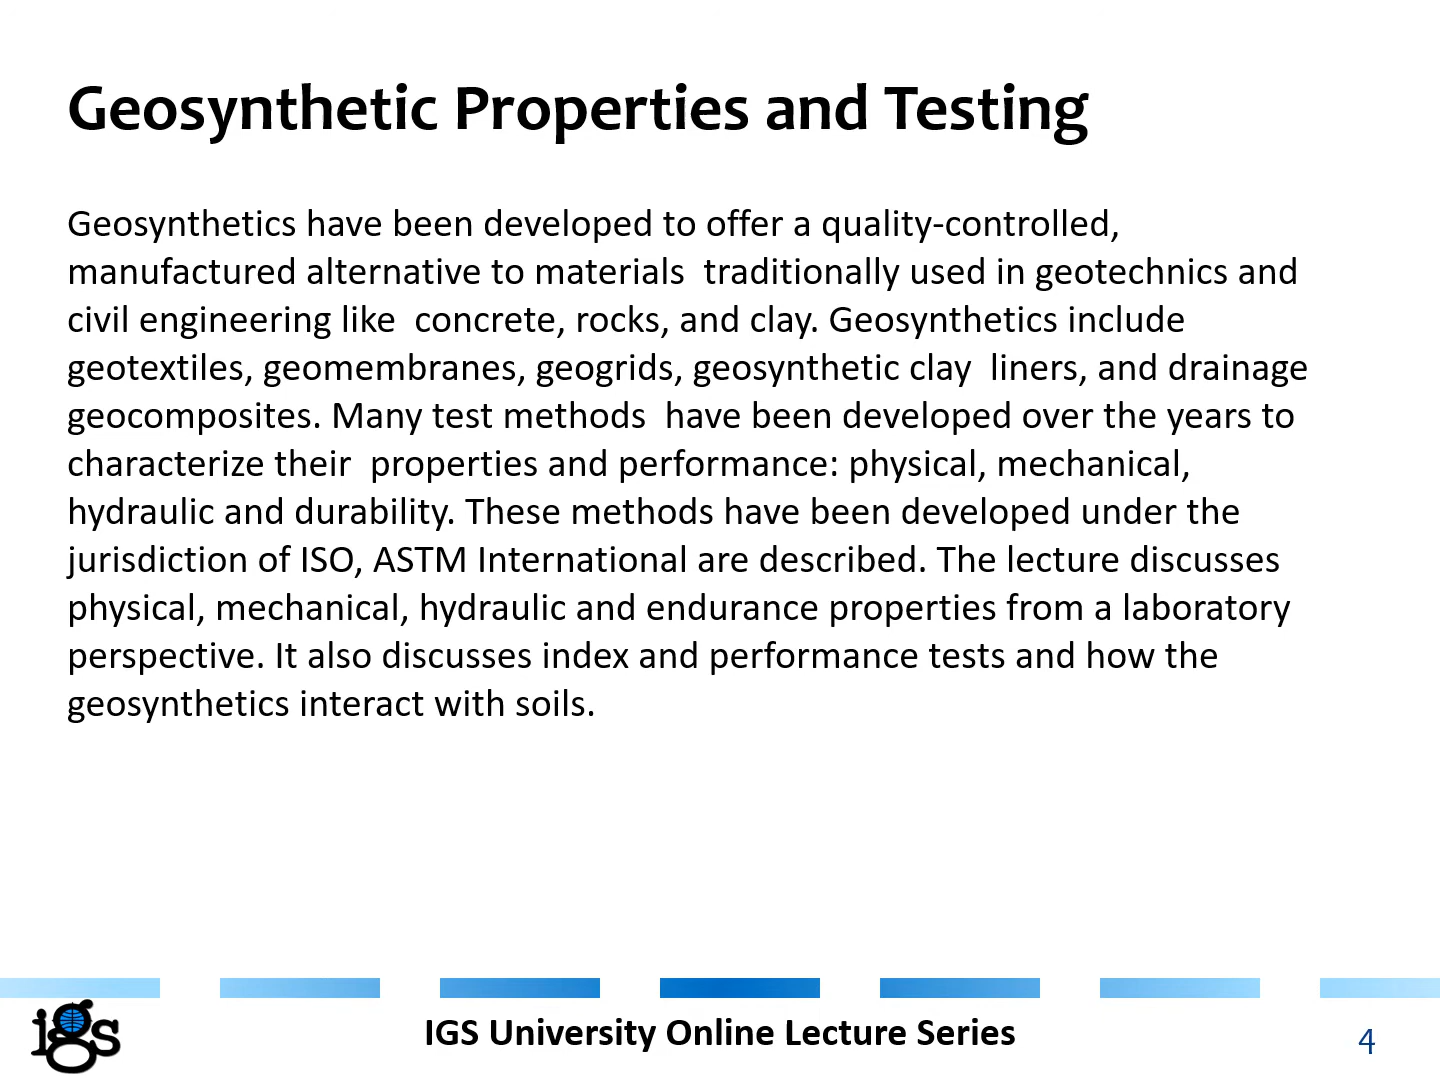 Geosynthetic Properties and Testing
Geosynthetics have been developed to offer a quality-controlled,
manufactured alternative to materials  traditionally used in geotechnics and
civil engineering like  concrete, rocks, and clay. Geosynthetics include
geotextiles, geomembranes, geogrids, geosynthetic clay  liners, and drainage
geocomposites. Many test methods  have been developed over the years to
characterize their  properties and performance: physical, mechanical,
hydraulic and durability. These methods have been developed under the
jurisdiction of ISO, ASTM International are described. The lecture discusses
physical, mechanical, hydraulic and endurance properties from a laboratory
perspective. It also discusses index and performance tests and how the
geosynthetics interact with soils.
igs
IGS University Online Lecture Series
4